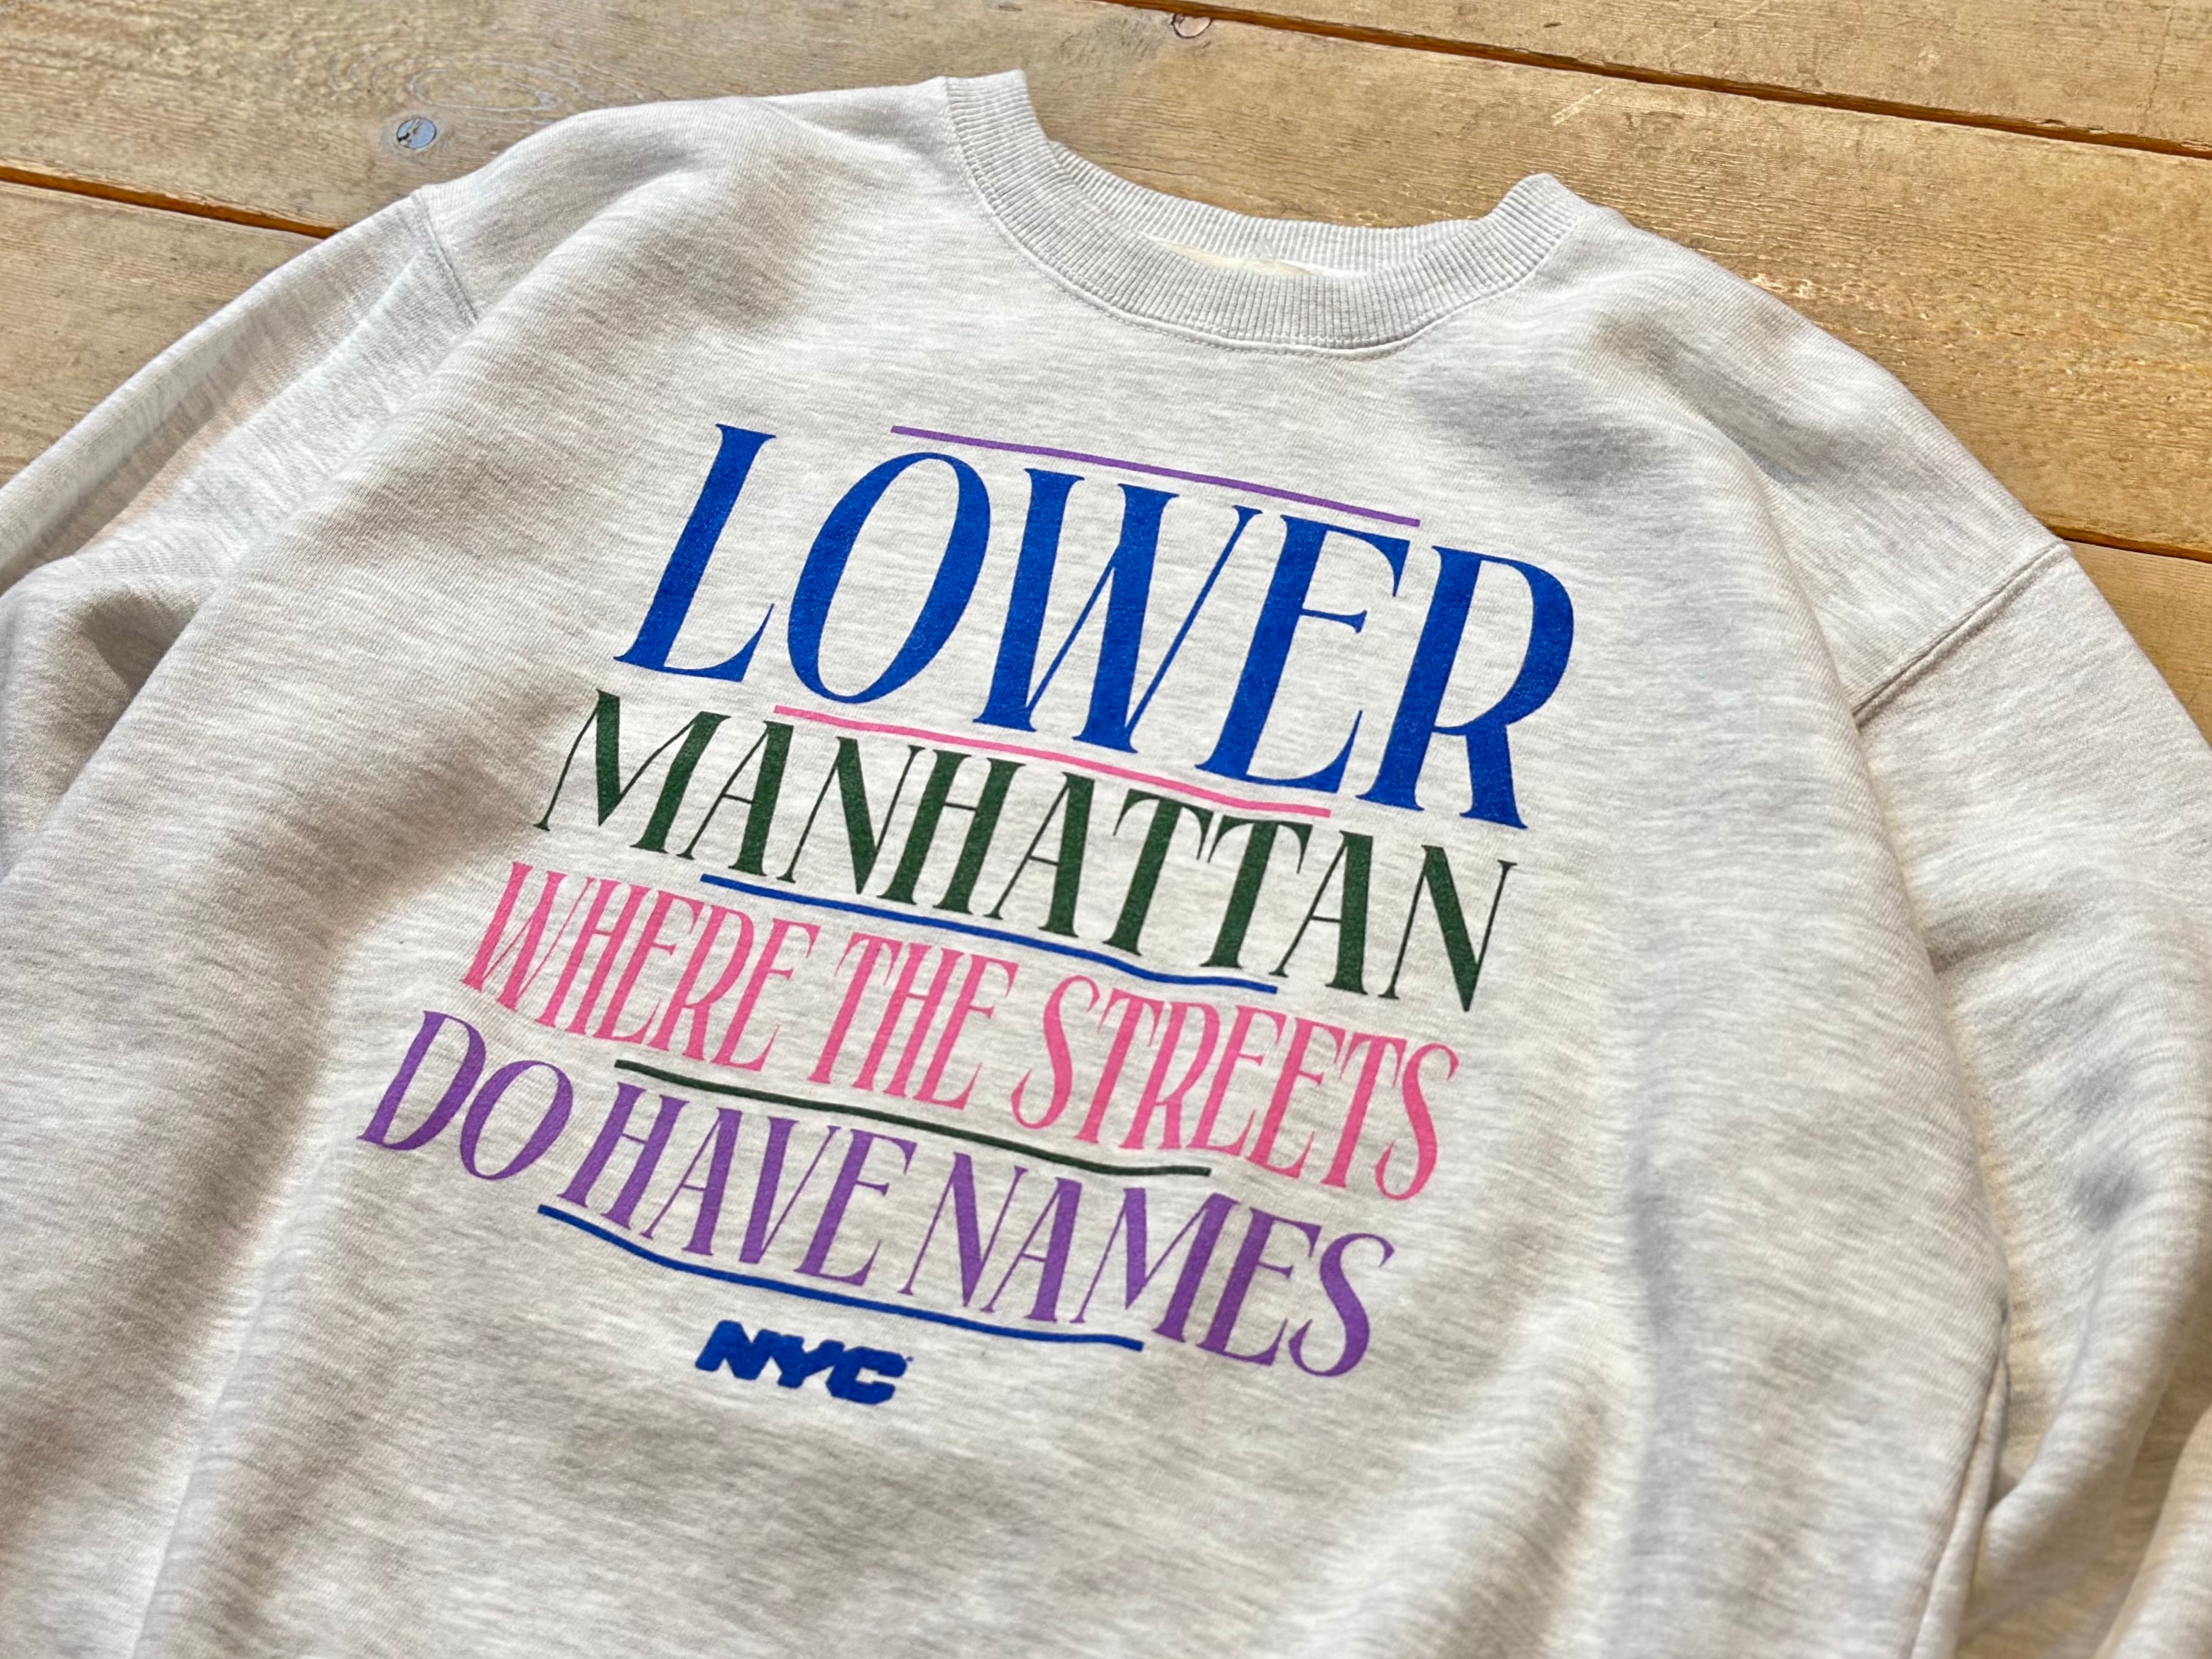 LOWER
MANHATTAN
WHERE THE STREETS
DO HAVE NAMES
NYC